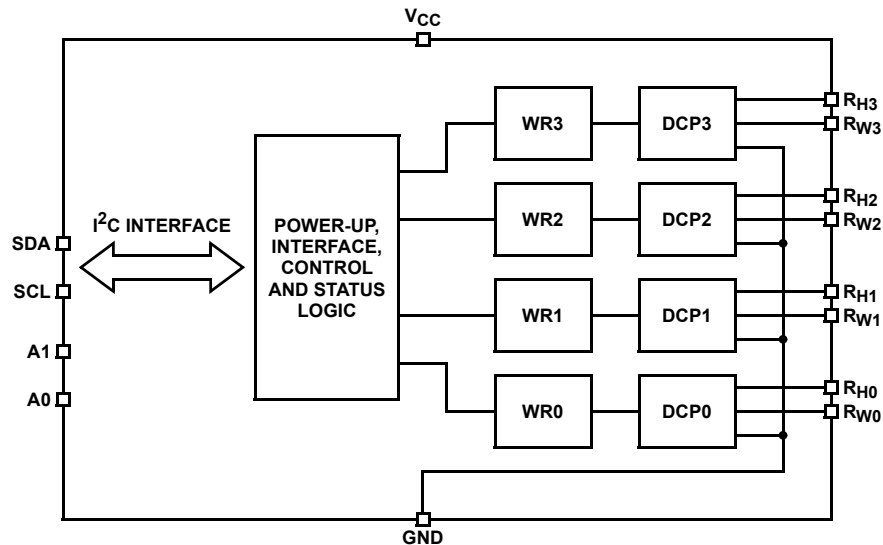 VCC
WR3
DCP3
RH3
RW3
I2C INTERFACE
SDA
SCL
A1
A0
POWER-UP,
INTERFACE,
CONTROL
AND STATUS
LOGIC
WR2
DCP2
RH2
RW2
WR1
DCP1
RH1
RW1
WR0
DCP0
RH0
RW0
GND